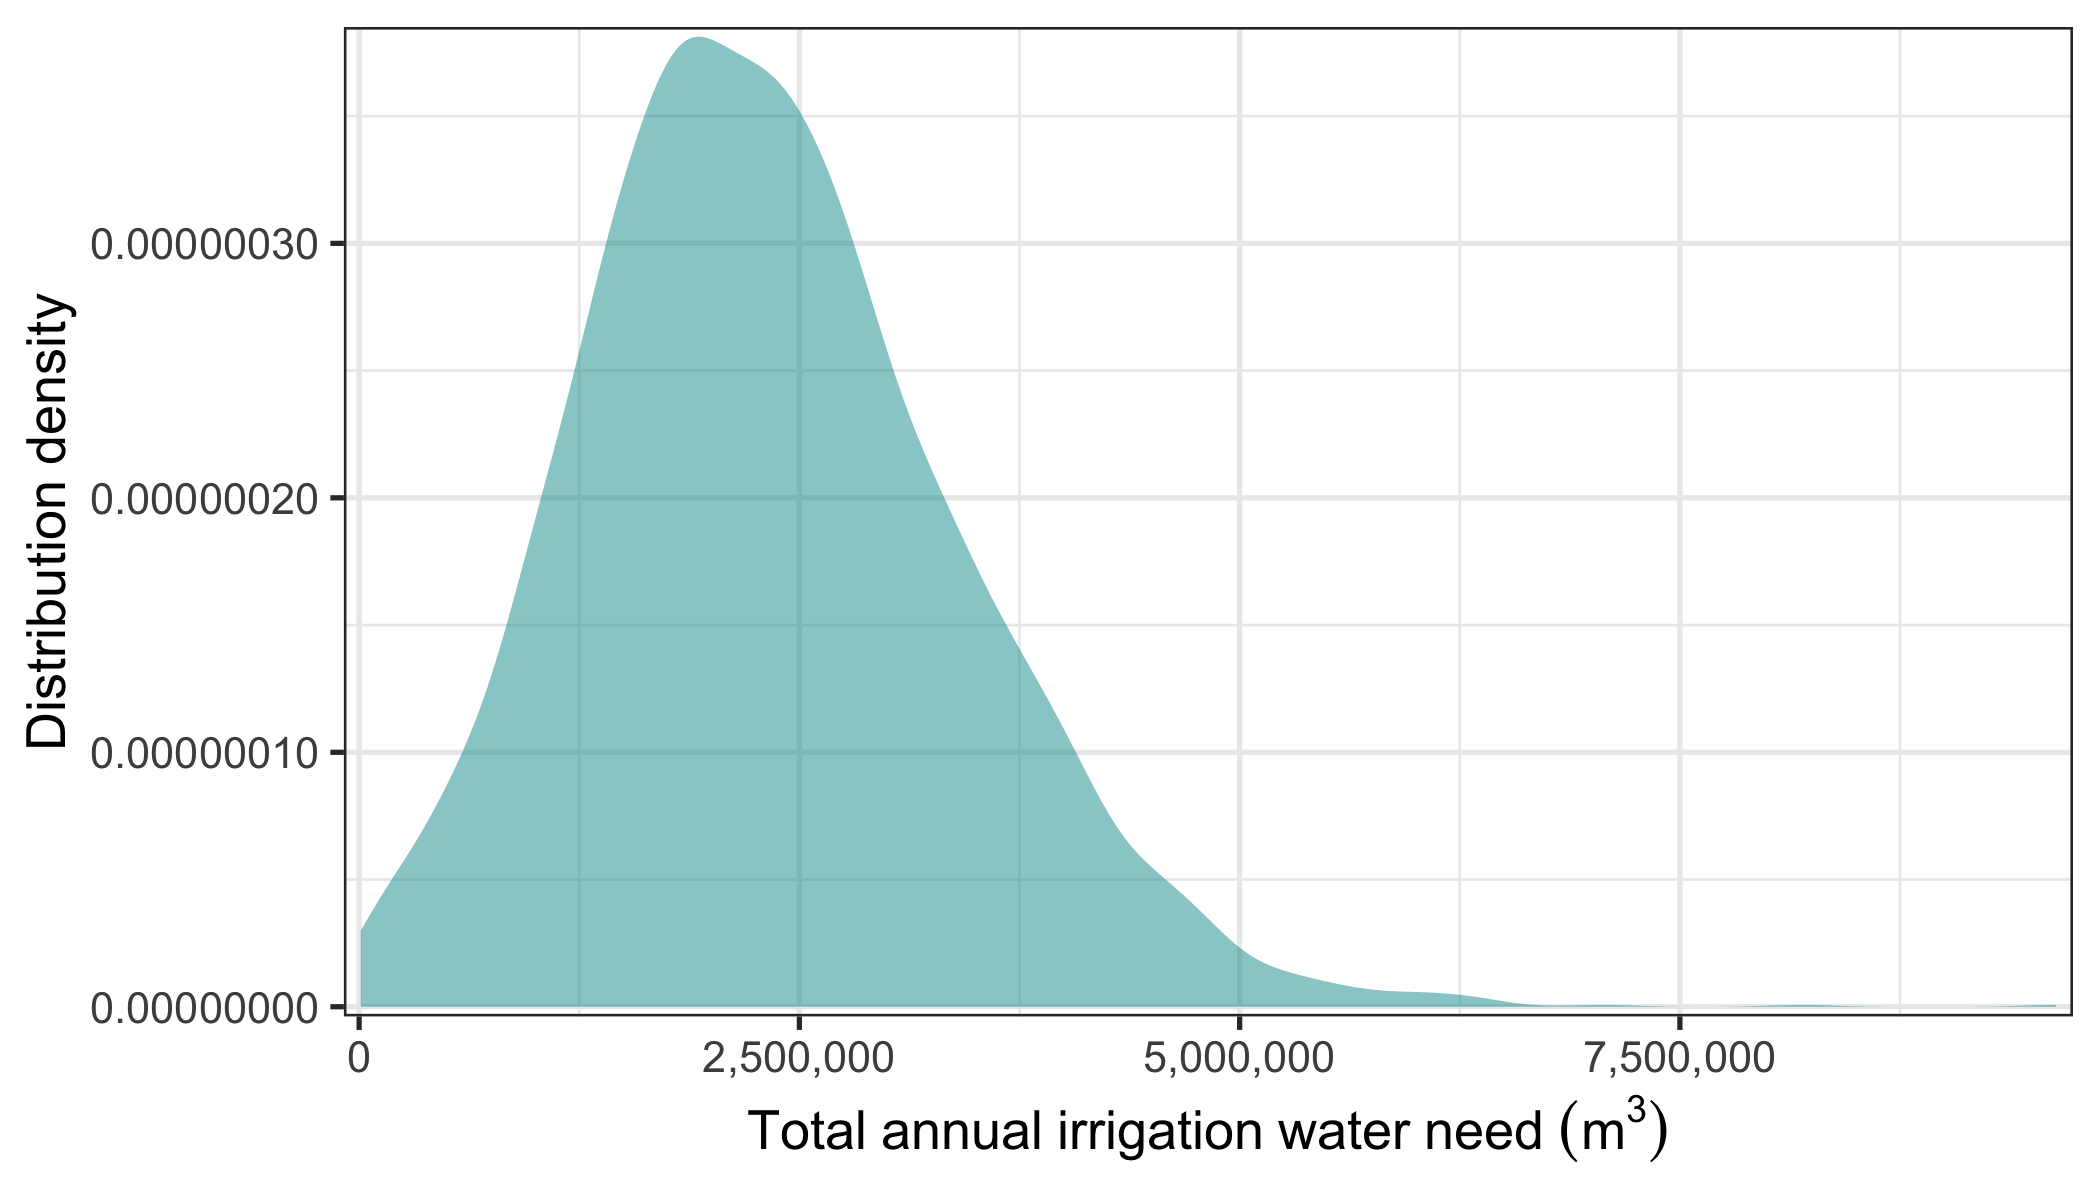 Distribution density
0.00000030
0.00000020
0.00000010
0.00000000
0 2,500,000 5,000,000 7,500,000
Total annual irrigation water need (m³)